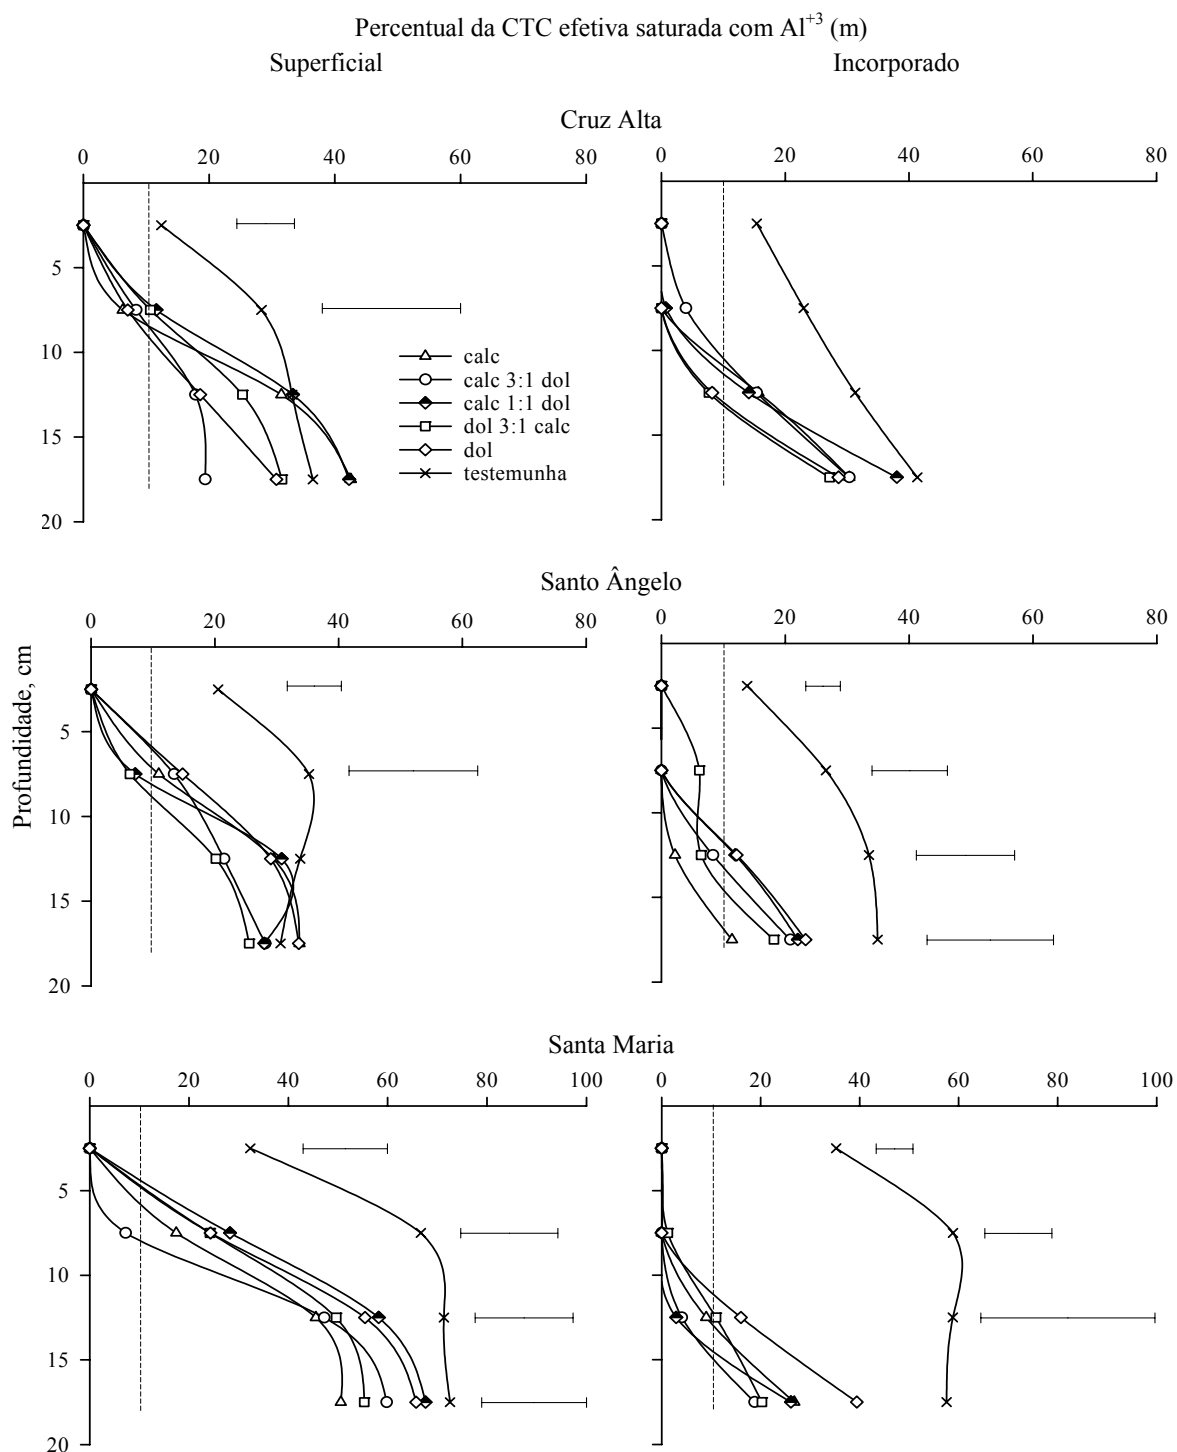 Percentual da CTC efetiva saturada com Al+3 (m)
Superficial Incorporado
Cruz Alta
0 20 40 60 80 0 20 40 60 80
5
10
15
20
calc
calc 3:1 dol
calc 1:1 dol
dol 3:1 calc
dol
testemunha
Santo Ângelo
0 20 40 60 80 0 20 40 60 80
Profundidade, cm
5
10
15
20
Santa Maria
0 20 40 60 80 100 0 20 40 60 80 100
5
10
15
20